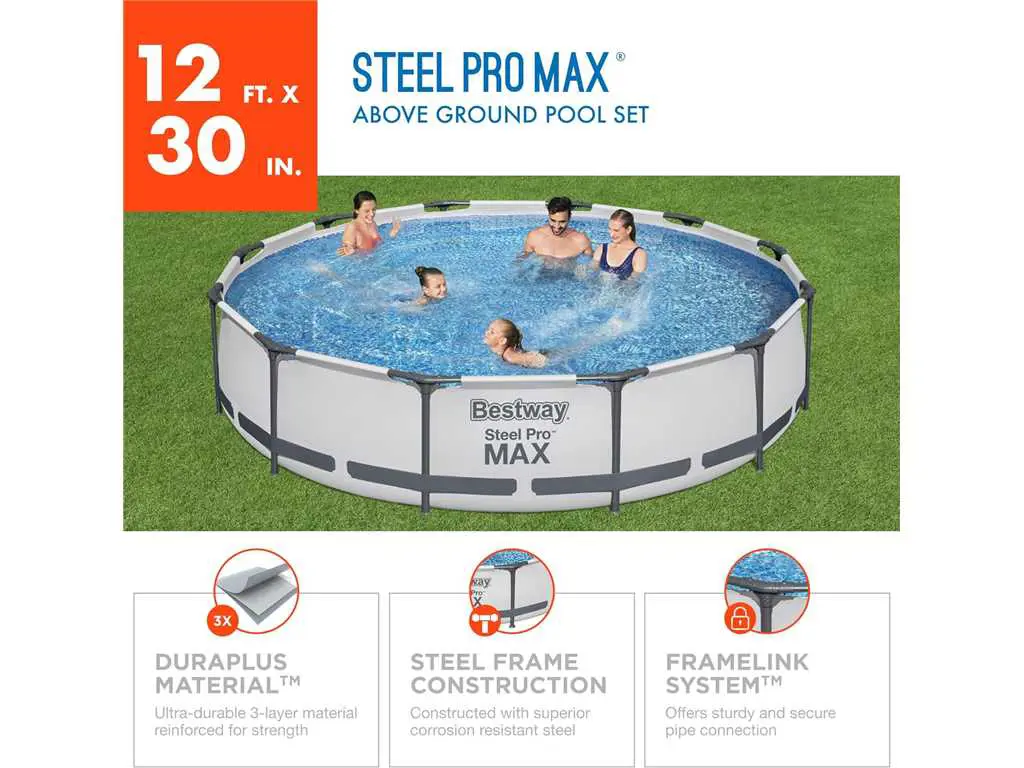 12 FT. X
30 IN.
STEEL PRO MAX®
ABOVE GROUND POOL SET
Bestway
Steel Pro™
MAX
way
Pro™
X
3X
DURAPLUS
MATERIAL™
Ultra-durable 3-layer material
reinforced for strength
STEEL FRAME
CONSTRUCTION
Constructed with superior
corrosion resistant steel
FRAMELINK
SYSTEM™
Offers sturdy and secure
pipe connection